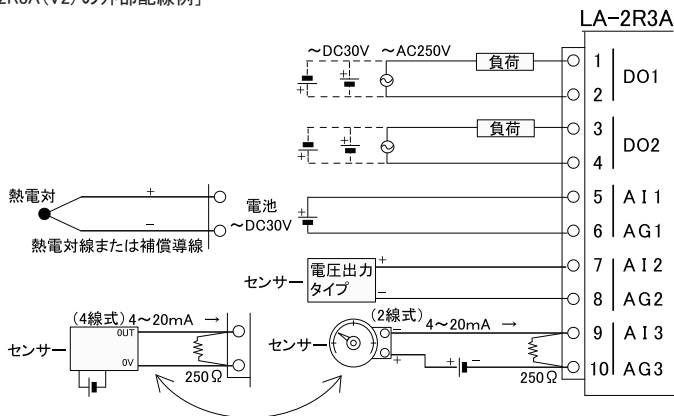 2R3A(V2)の外部配線例」
LA-2R3A
～DC30V ～AC250V
負荷
1
2
DO1
負荷
3
4
DO2
熱電対
+
−
熱電対線または補償導線
電池
～DC30V
+
5 AI1
6 AG1
センサー
電圧出力
タイプ
+
−
7 AI2
8 AG2
(4線式) 4～20mA →
センサー
OUT
0V
250Ω
(2線式)
センサー
4～20mA →
−
+
+ −
250Ω
9 AI3
10 AG3